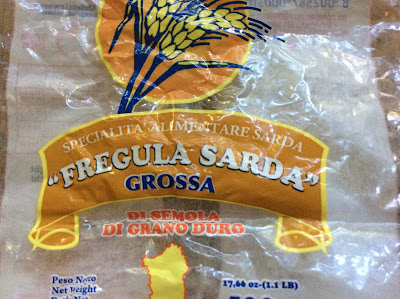 SPECIALITA' ALIMENTARE SARDA
"FREGULA SARDA"
GROSSA
DI SEMOLA
DI GRANO DURO
Peso Netto
Net Weight
17,66 oz-(1.1 LB)